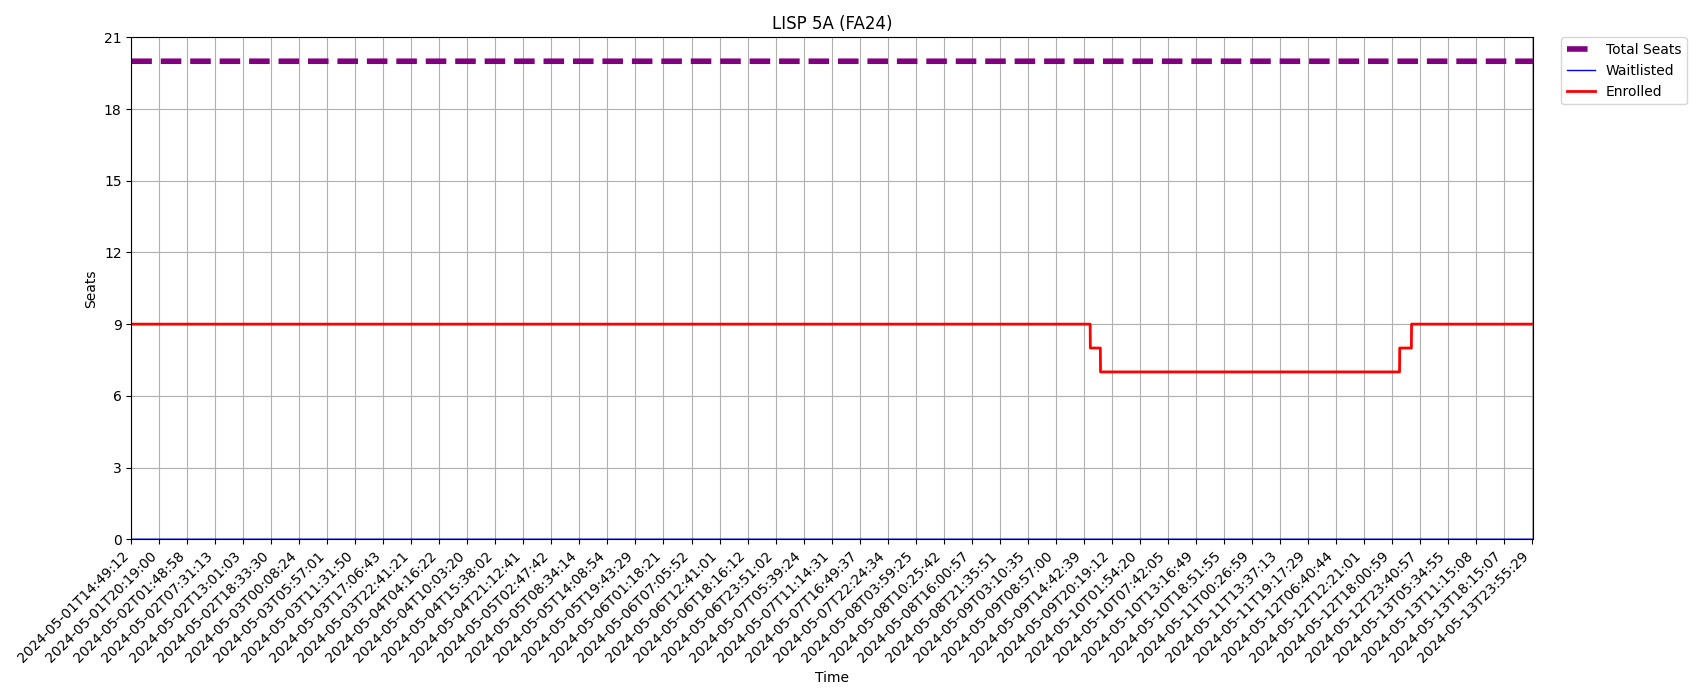 LISP 5A (FA24)
Total Seats
Waitlisted
Enrolled
21
18
15
12
9
6
3
0
Seats
2024-05-01T14:49:12
2024-05-01T20:19:00
2024-05-02T01:48:58
2024-05-02T07:31:13
2024-05-02T13:01:03
2024-05-02T18:33:30
2024-05-03T00:08:24
2024-05-03T05:57:01
2024-05-03T11:31:50
2024-05-03T17:06:43
2024-05-03T22:41:21
2024-05-04T04:16:22
2024-05-04T10:03:20
2024-05-04T15:38:02
2024-05-04T21:12:41
2024-05-05T02:47:42
2024-05-05T08:34:14
2024-05-05T14:08:54
2024-05-05T19:43:29
2024-05-06T01:18:21
2024-05-06T07:05:52
2024-05-06T12:41:01
2024-05-06T18:16:12
2024-05-06T23:51:02
2024-05-07T05:39:24
2024-05-07T11:14:31
2024-05-07T16:49:37
2024-05-07T22:24:34
2024-05-08T03:59:25
2024-05-08T10:25:42
2024-05-08T16:00:57
2024-05-08T21:35:51
2024-05-09T03:10:35
2024-05-09T08:57:00
2024-05-09T14:42:39
2024-05-09T20:19:12
2024-05-10T01:54:20
2024-05-10T07:42:05
2024-05-10T13:16:49
2024-05-10T18:51:55
2024-05-11T00:26:59
2024-05-11T13:37:13
2024-05-11T19:17:29
2024-05-12T06:40:44
2024-05-12T12:21:01
2024-05-12T18:00:59
2024-05-12T23:40:57
2024-05-13T05:34:55
2024-05-13T11:15:08
2024-05-13T18:15:07
2024-05-13T23:55:29
Time